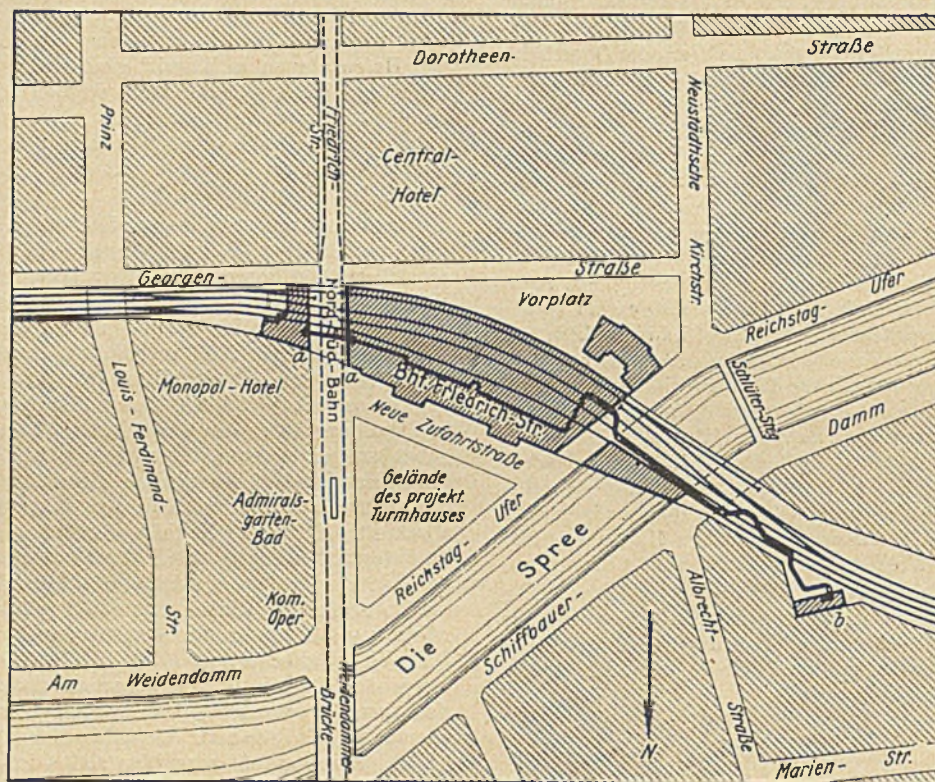 Dorotheen-
Straße
Prinz
Friedrich-
Str.
Neustädtische
Kirchstr.
Central-
Hotel
Georgen-
Straße
Vorplatz
Reichstag-
Ufer
Nord-Süd-Bahn
a
a
Bhf. Friedrich-Str.
Monopol-Hotel
Louis-Ferdinand-
Str.
Neue Zufahrtstraße
Schlüter-Steg
Damm
Gelände
des projekt.
Turmhauses
Admirals-
garten-
Bad
Reichstag-
Ufer
Die Spree
Kom.
Oper
Schiffbauer-
Albrecht-
Straße
b
Am Weidendamm
Weidendammer-
Brücke
N
Marien-
Str.